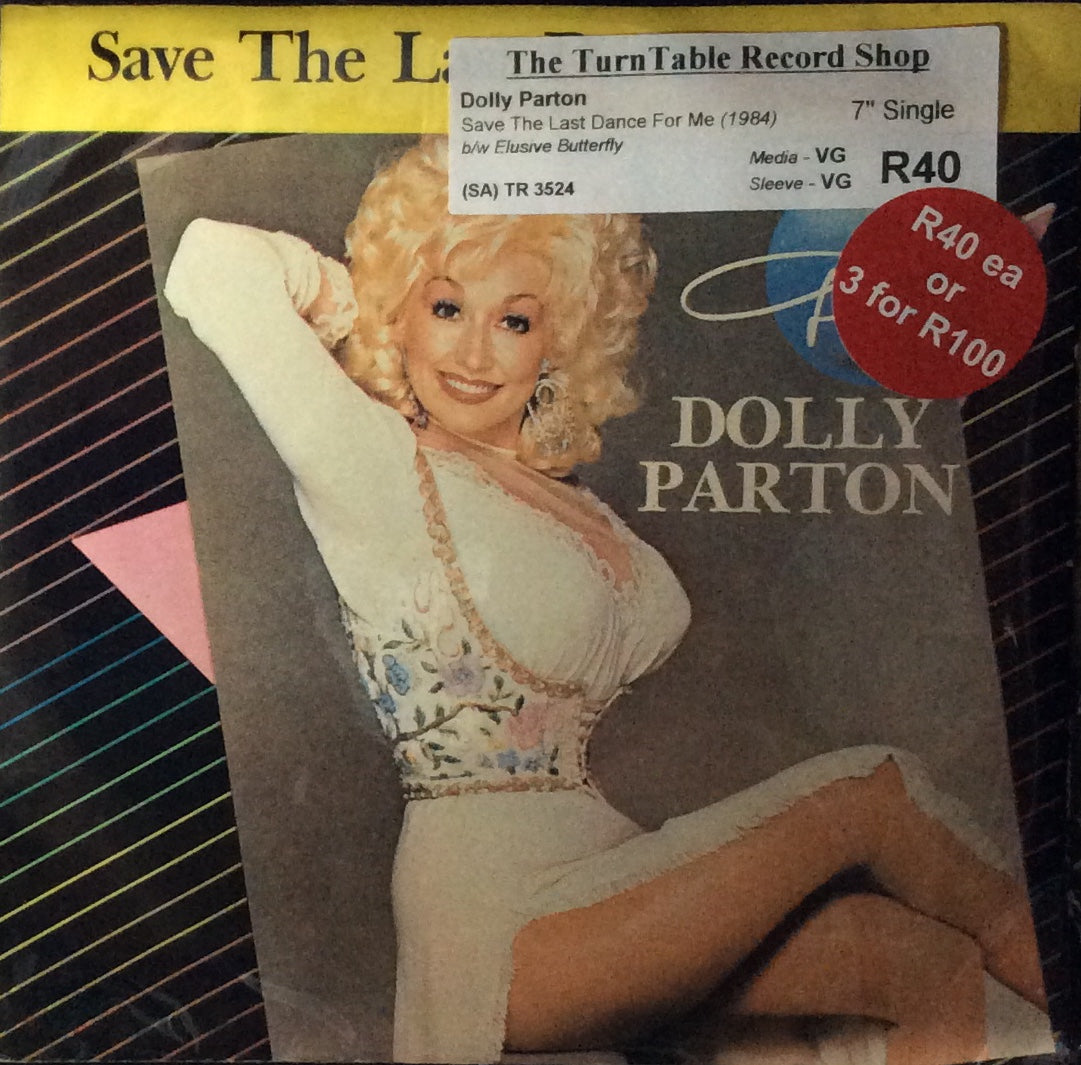 Save The La
The TurnTable Record Shop
Dolly Parton
Save The Last Dance For Me (1984)
7" Single
b/w Elusive Butterfly
Media - VG
Sleeve - VG
R40
(SA) TR 3524
R40 ea
or
3 for R100
DOLLY
PARTON